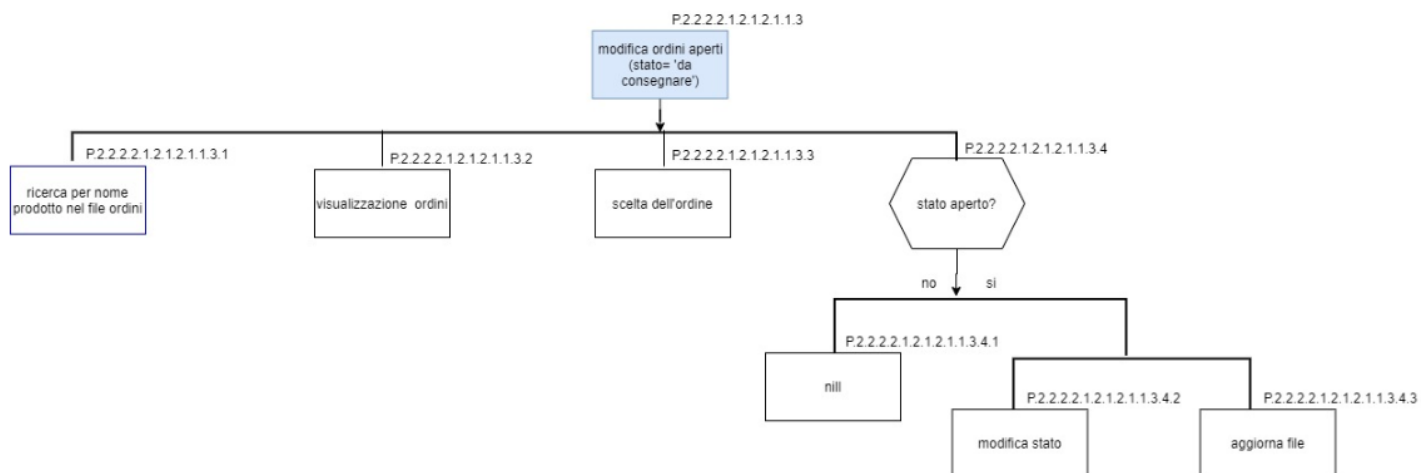 P.2.2.2.2.1.2.1.2.1.1.3
modifica ordini aperti
(stato= 'da
consegnare')
P.2.2.2.2.1.2.1.2.1.1.3.1
ricerca per nome
prodotto nel file ordini
P.2.2.2.2.1.2.1.2.1.1.3.2
visualizzazione ordini
P.2.2.2.2.1.2.1.2.1.1.3.3
scelta dell'ordine
P.2.2.2.2.1.2.1.2.1.1.3.4
stato aperto?
no si
P.2.2.2.2.1.2.1.2.1.1.3.4.1
nill
P.2.2.2.2.1.2.1.2.1.1.3.4.2
modifica stato
P.2.2.2.2.1.2.1.2.1.1.3.4.3
aggiorna file